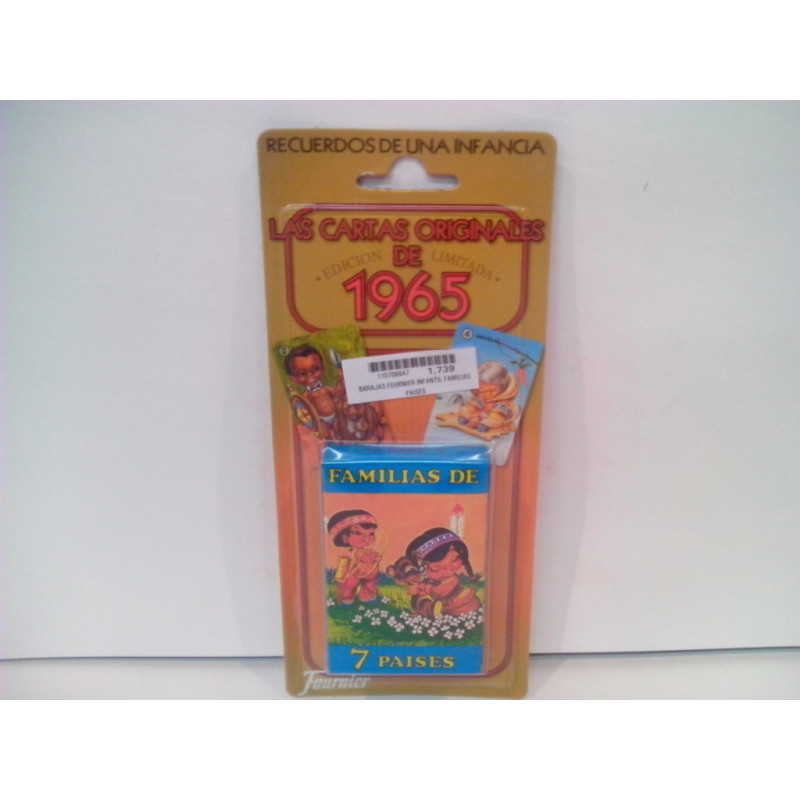 RECUERDOS DE UNA INFANCIA
LAS CARTAS ORIGINALES
DE
EDICION LIMITADA
1965
1,739
BARAJAS FOURNIER INFANTIL FAMILIAS
PAISES
4
FAMILIAS DE
7 PAISES
Fournier